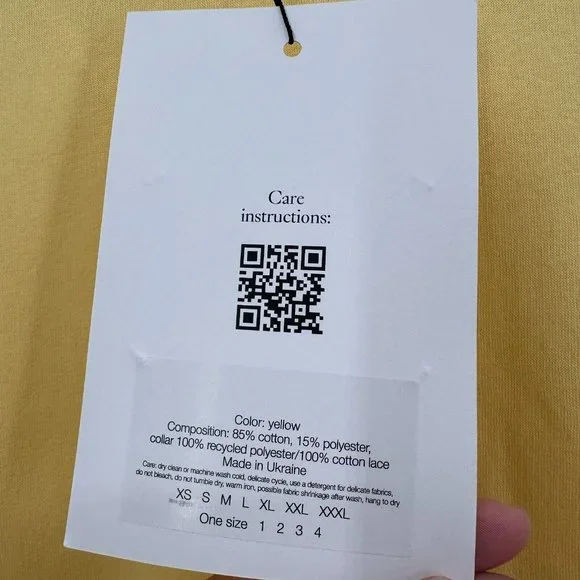 Care
instructions:
Color: yellow
Composition: 85% cotton, 15% polyester,
collar 100% recycled polyester/100% cotton lace
Made in Ukraine
Care: dry clean or machine wash cold, delicate cycle, use a detergent for delicate fabrics,
do not bleach, do not tumble dry, warm iron, possible fabric shrinkage after wash, hang to dry
XS S M L XL XXL XXXL
One size 1 2 3 4